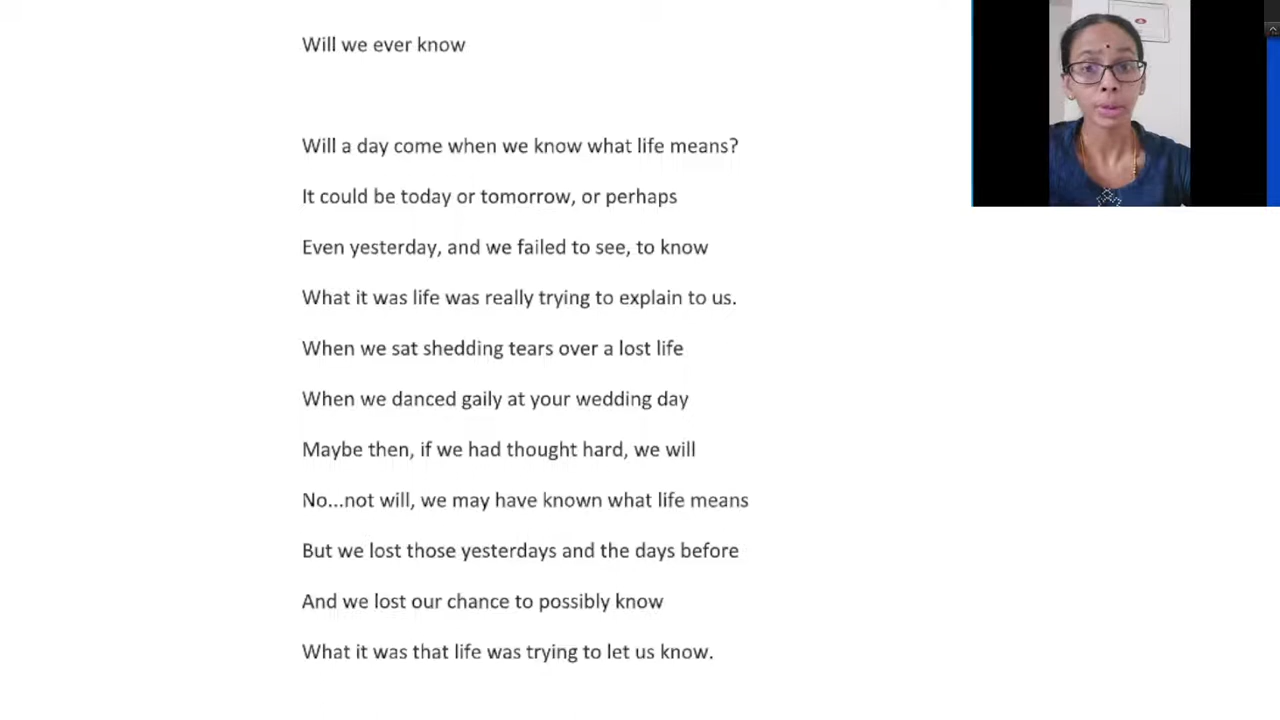 Will we ever know
Will a day come when we know what life means?
It could be today or tomorrow, or perhaps
Even yesterday, and we failed to see, to know
What it was life was really trying to explain to us.
When we sat shedding tears over a lost life
When we danced gaily at your wedding day
Maybe then, if we had thought hard, we will
No...not will, we may have known what life means
But we lost those yesterdays and the days before
And we lost our chance to possibly know
What it was that life was trying to let us know.